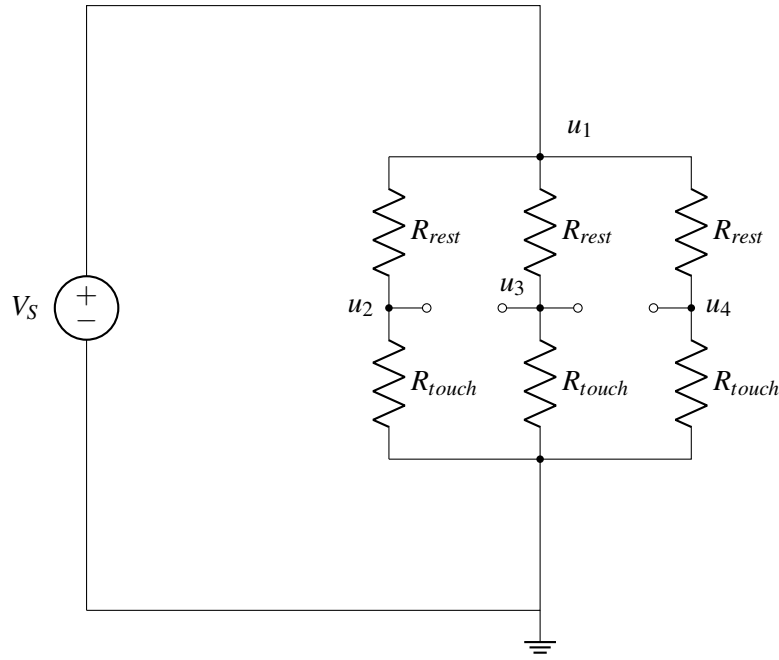 u₁
R_rest R_rest R_rest
u₂ u₃ u₄
V_S + −
R_touch R_touch R_touch